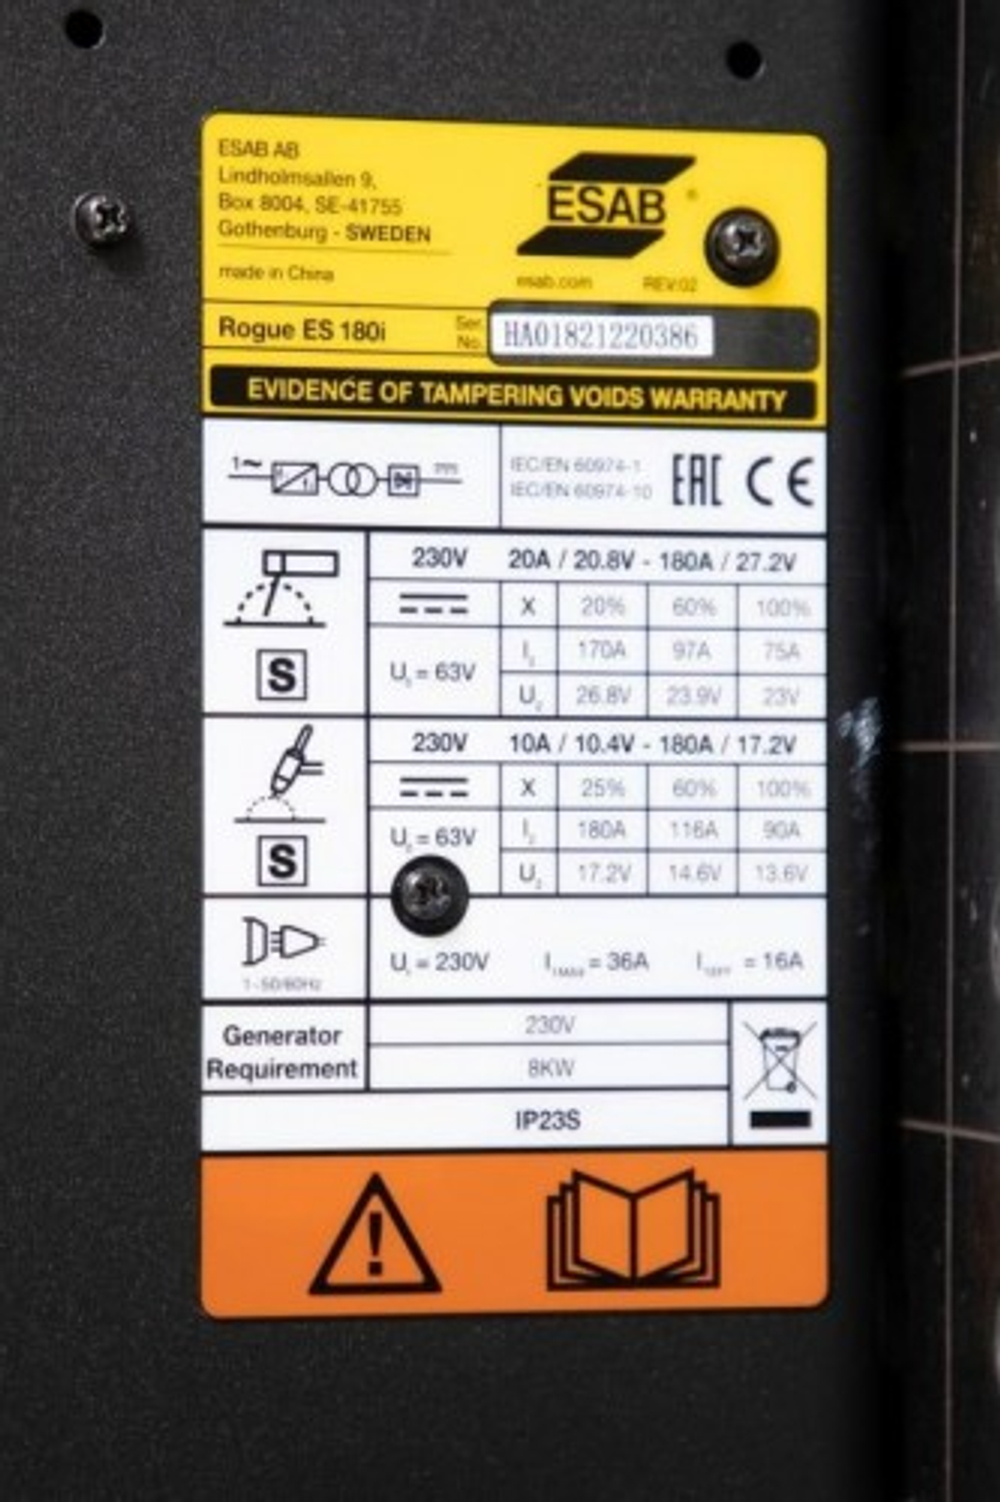 ESAB AB
Lindholmsallen 9,
Box 8004, SE-41755
Gothenburg - SWEDEN
made in China
ESAB
esab.com REV:02
Rogue ES 180i
Ser. No. HA01821220386
EVIDENCE OF TAMPERING VOIDS WARRANTY
1~
IEC/EN 60974-1
IEC/EN 60974-10
EAC CE
230V 20A / 20.8V - 180A / 27.2V
X 20% 60% 100%
U₀ = 63V
I₂ 170A 97A 75A
U₂ 26.8V 23.9V 23V
S
230V 10A / 10.4V - 180A / 17.2V
X 25% 60% 100%
U₀ = 63V
I₂ 180A 116A 90A
U₂ 17.2V 14.6V 13.6V
S
1~50/60Hz
U₁ = 230V I₁MAX = 36A I₁EFF = 16A
Generator
Requirement
230V
8KW
IP23S